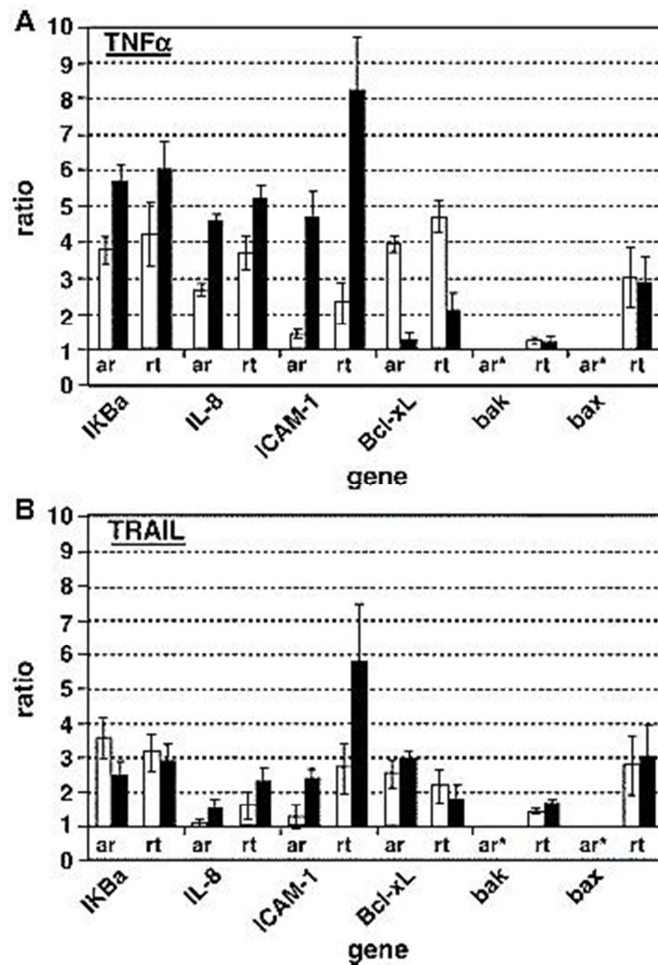 A
TNFα
10
9
8
7
6
5
4
3
2
1
0
ratio
ar rt ar rt ar rt ar rt ar* rt ar* rt
IKBa IL-8 ICAM-1 Bcl-xL bak bax
gene
B
TRAIL
10
9
8
7
6
5
4
3
2
1
0
ratio
ar rt ar rt ar rt ar rt ar* rt ar* rt
IKBa IL-8 ICAM-1 Bcl-xL bak bax
gene